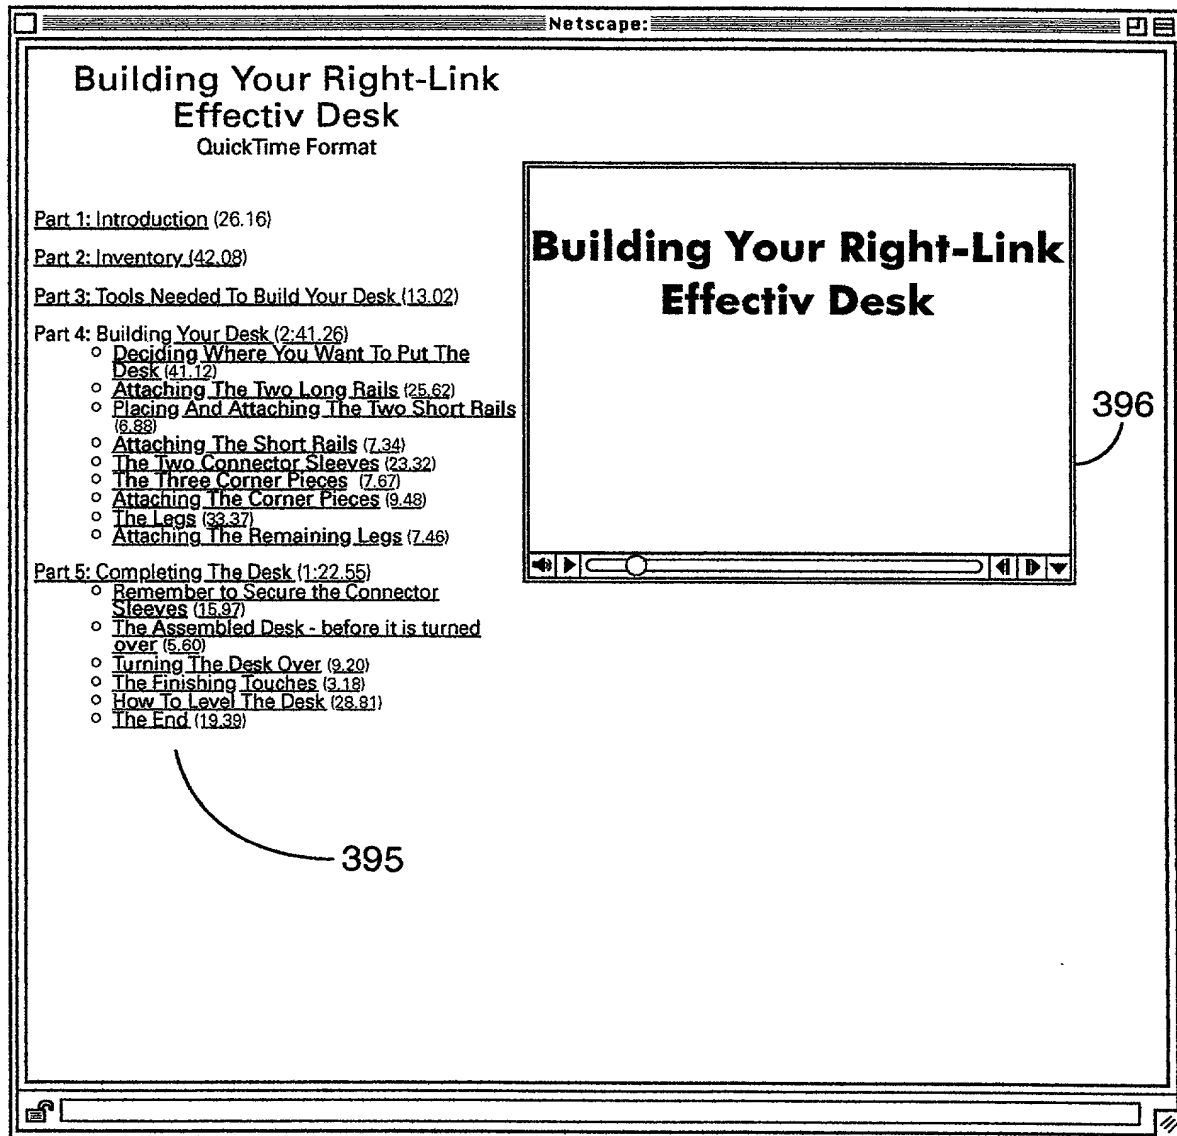 Netscape:
Building Your Right-Link
Effectiv Desk
QuickTime Format
Part 1: Introduction (26.16)
Part 2: Inventory (42.08)
Part 3: Tools Needed To Build Your Desk (13.02)
Part 4: Building Your Desk (2:41.26)
Deciding Where You Want To Put The
Desk (41.12)
Attaching The Two Long Rails (25.62)
Placing And Attaching The Two Short Rails
(6.88)
Attaching The Short Rails (7.34)
The Two Connector Sleeves (23.32)
The Three Corner Pieces (7.67)
Attaching The Corner Pieces (9.48)
The Legs (33.37)
Attaching The Remaining Legs (7.46)
Part 5: Completing The Desk (1:22.55)
Remember to Secure the Connector
Sleeves (15.97)
The Assembled Desk - before it is turned
over (5.60)
Turning The Desk Over (9.20)
The Finishing Touches (3.18)
How To Level The Desk (28.81)
The End (19.39)
395
Building Your Right-Link
Effectiv Desk
396